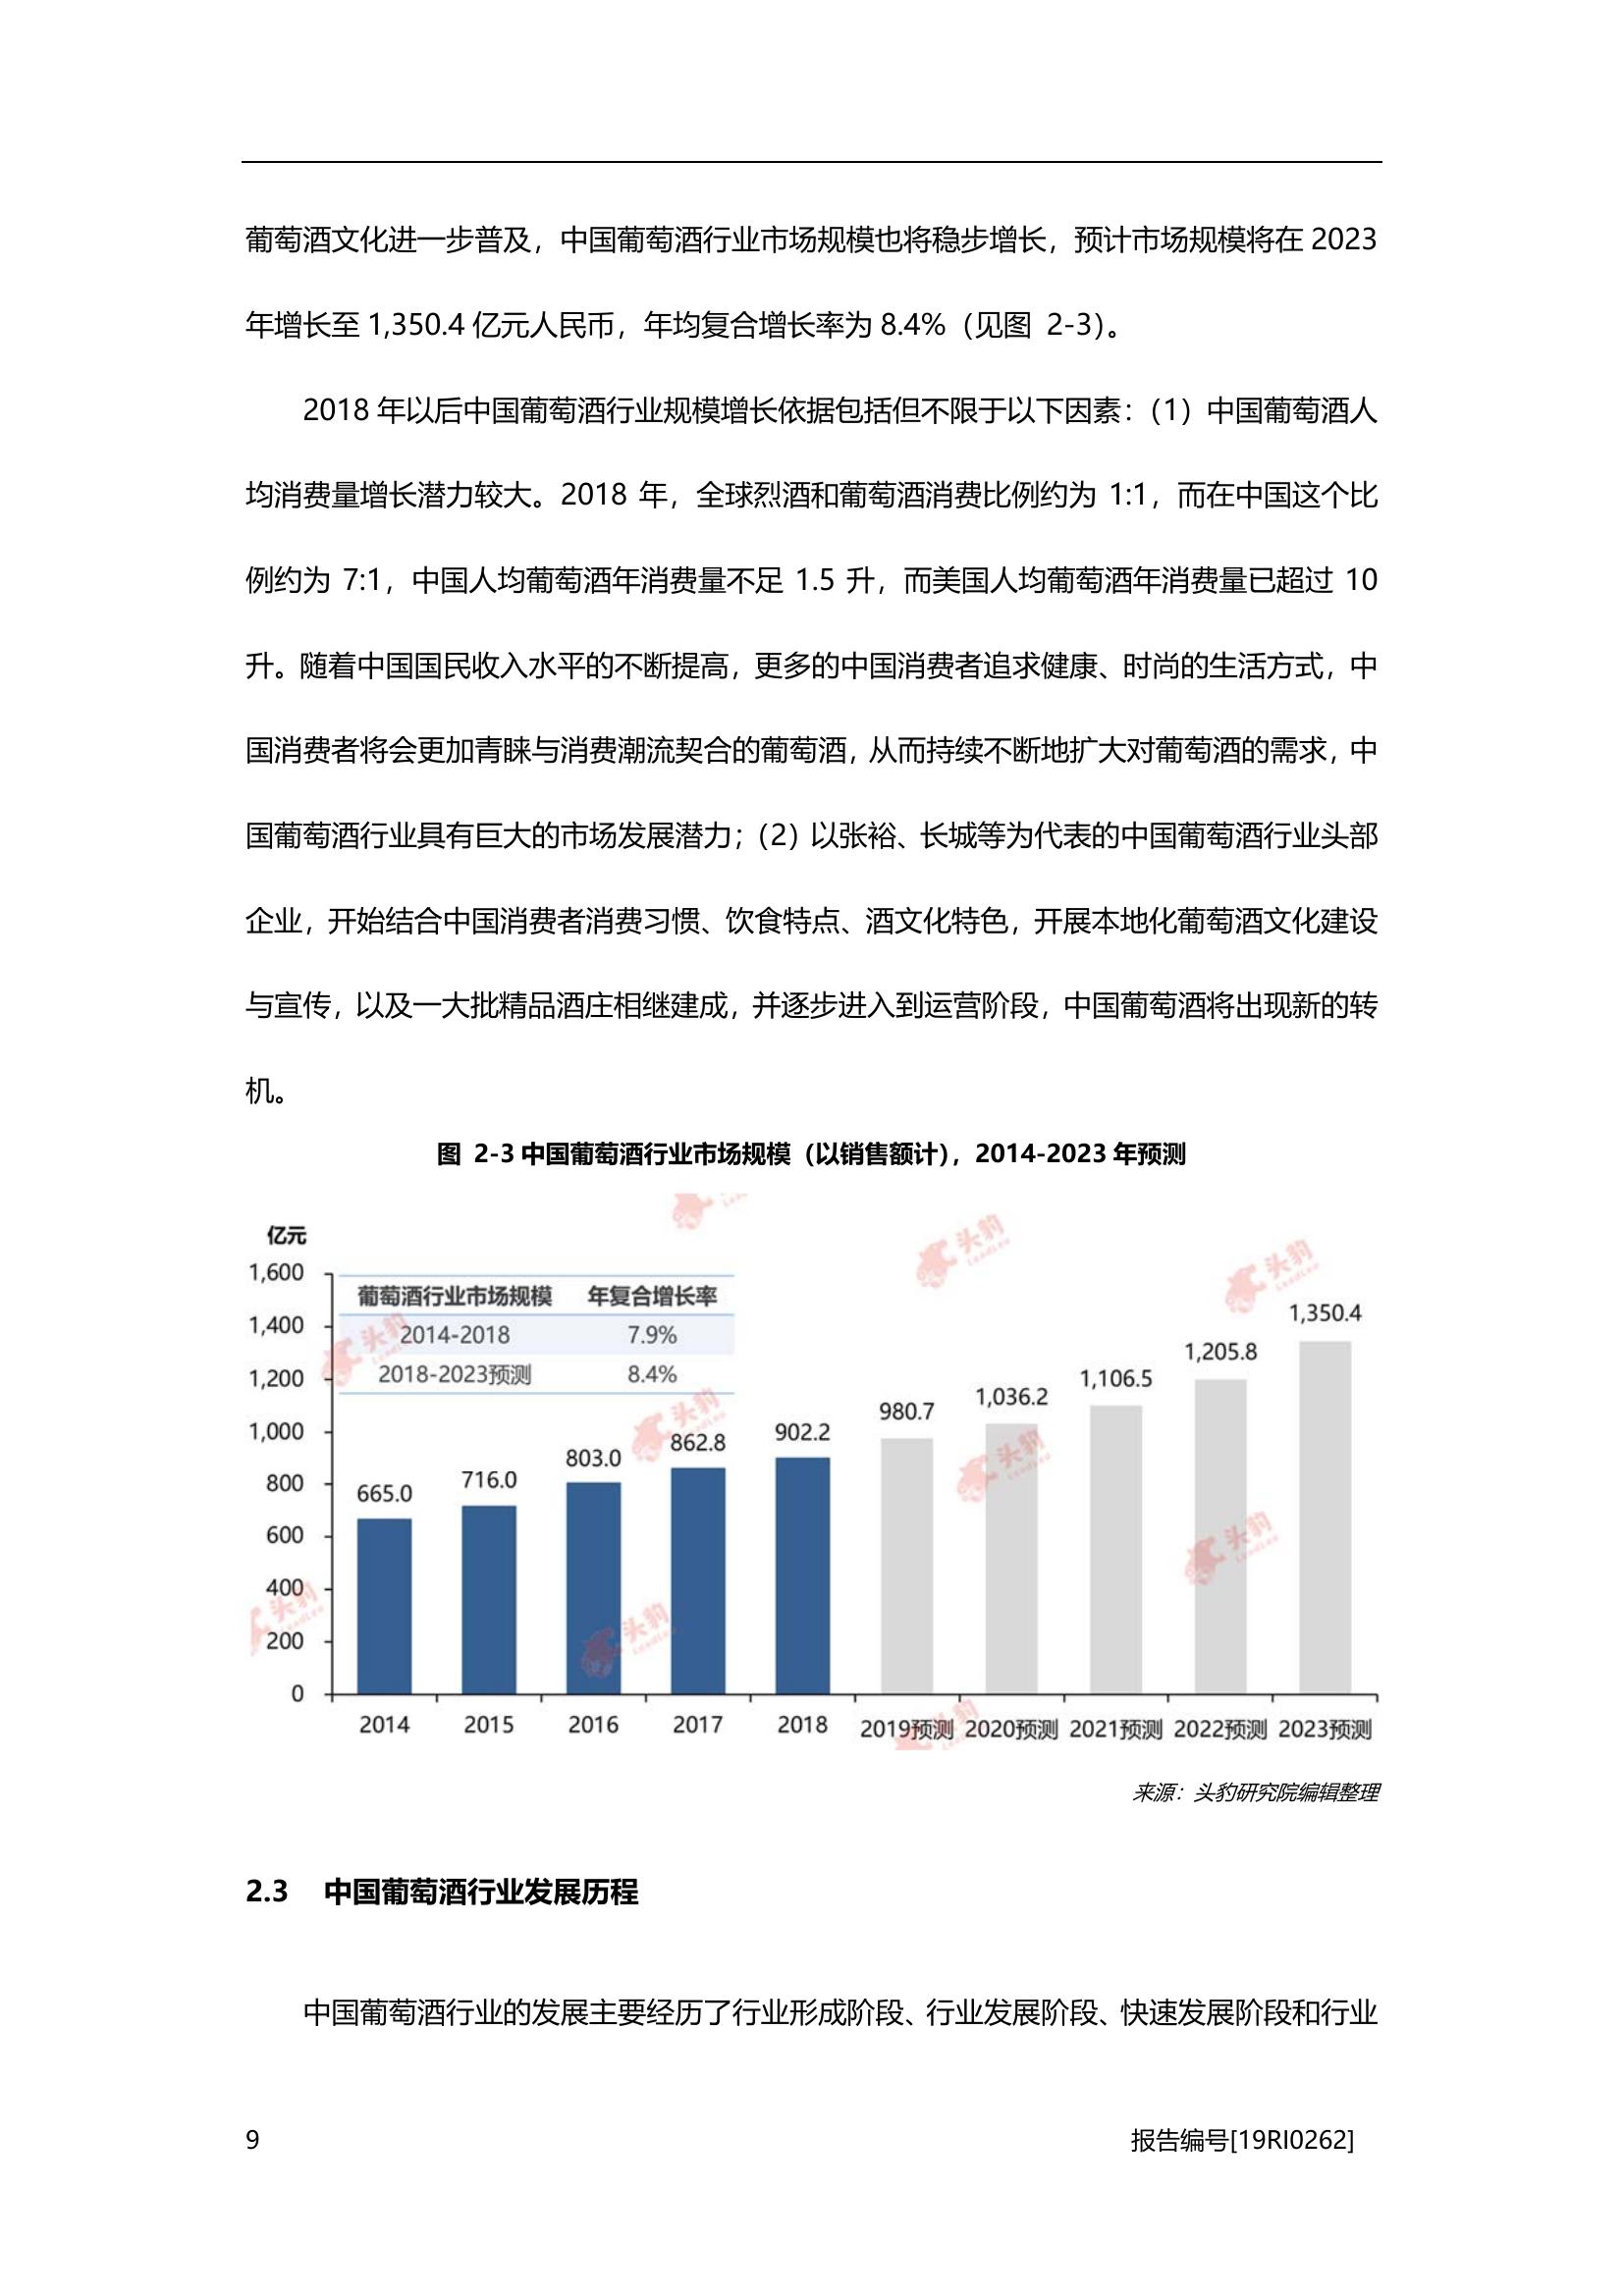 葡萄酒文化进一步普及，中国葡萄酒行业市场规模也将稳步增长，预计市场规模将在 2023
年增长至 1,350.4 亿元人民币，年均复合增长率为 8.4%（见图 2-3）。
2018 年以后中国葡萄酒行业规模增长依据包括但不限于以下因素：（1）中国葡萄酒人
均消费量增长潜力较大。2018 年，全球烈酒和葡萄酒消费比例约为 1:1，而在中国这个比
例约为 7:1，中国人均葡萄酒年消费量不足 1.5 升，而美国人均葡萄酒年消费量已超过 10
升。随着中国国民收入水平的不断提高，更多的中国消费者追求健康、时尚的生活方式，中
国消费者将会更加青睐与消费潮流契合的葡萄酒，从而持续不断地扩大对葡萄酒的需求，中
国葡萄酒行业具有巨大的市场发展潜力；（2）以张裕、长城等为代表的中国葡萄酒行业头部
企业，开始结合中国消费者消费习惯、饮食特点、酒文化特色，开展本地化葡萄酒文化建设
与宣传，以及一大批精品酒庄相继建成，并逐步进入到运营阶段，中国葡萄酒将出现新的转
机。
图 2-3 中国葡萄酒行业市场规模（以销售额计），2014-2023 年预测
亿元
1,600
1,400
1,200
1,000
800
600
400
200
0
葡萄酒行业市场规模 年复合增长率
2014-2018 7.9%
2018-2023预测 8.4%
665.0
716.0
803.0
862.8
902.2
980.7
1,036.2
1,106.5
1,205.8
1,350.4
2014 2015 2016 2017 2018 2019预测 2020预测 2021预测 2022预测 2023预测
头豹
LeadLeo
来源：头豹研究院编辑整理
2.3 中国葡萄酒行业发展历程
中国葡萄酒行业的发展主要经历了行业形成阶段、行业发展阶段、快速发展阶段和行业
9 报告编号[19RI0262]